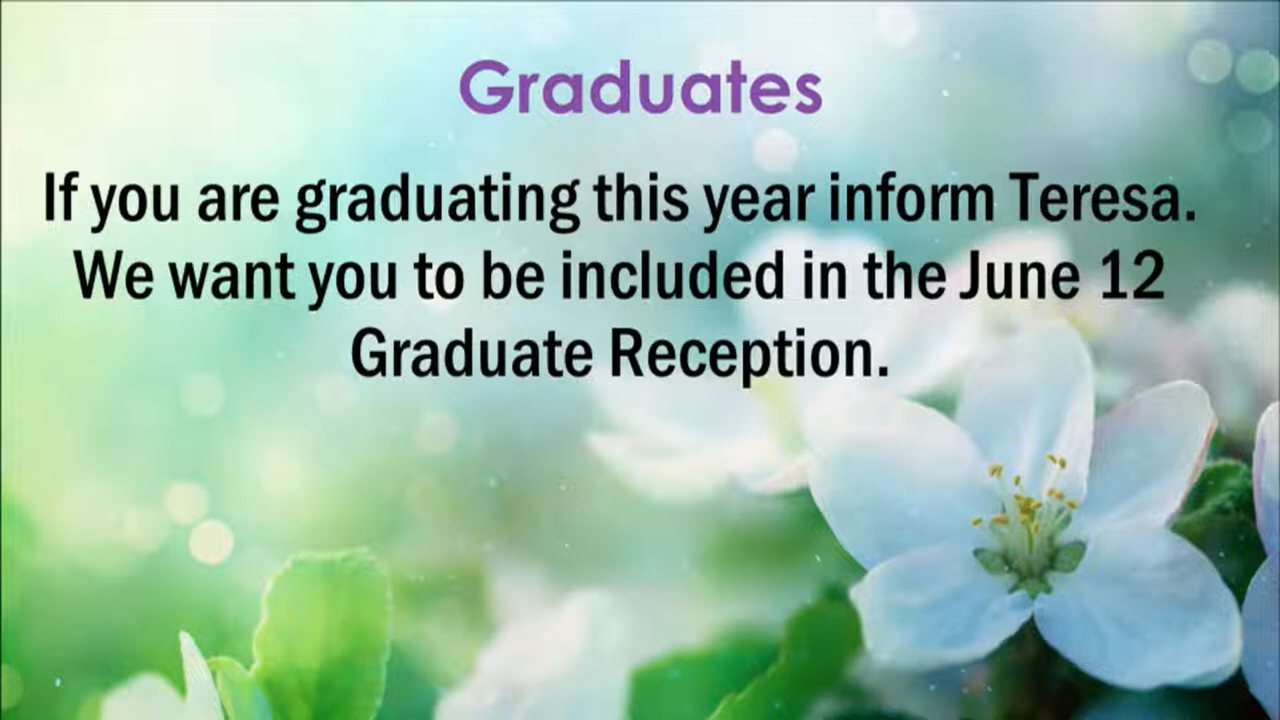 Graduates
If you are graduating this year inform Teresa.
We want you to be included in the June 12
Graduate Reception.